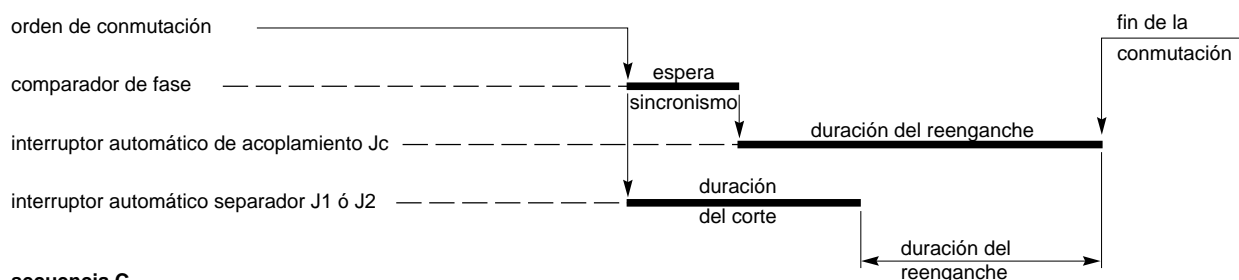 orden de conmutación
fin de la
conmutación
comparador de fase
espera
sincronismo
interruptor automático de acoplamiento Jc
duración del reenganche
interruptor automático separador J1 ó J2
duración
del corte
duración del
reenganche
secuencia C